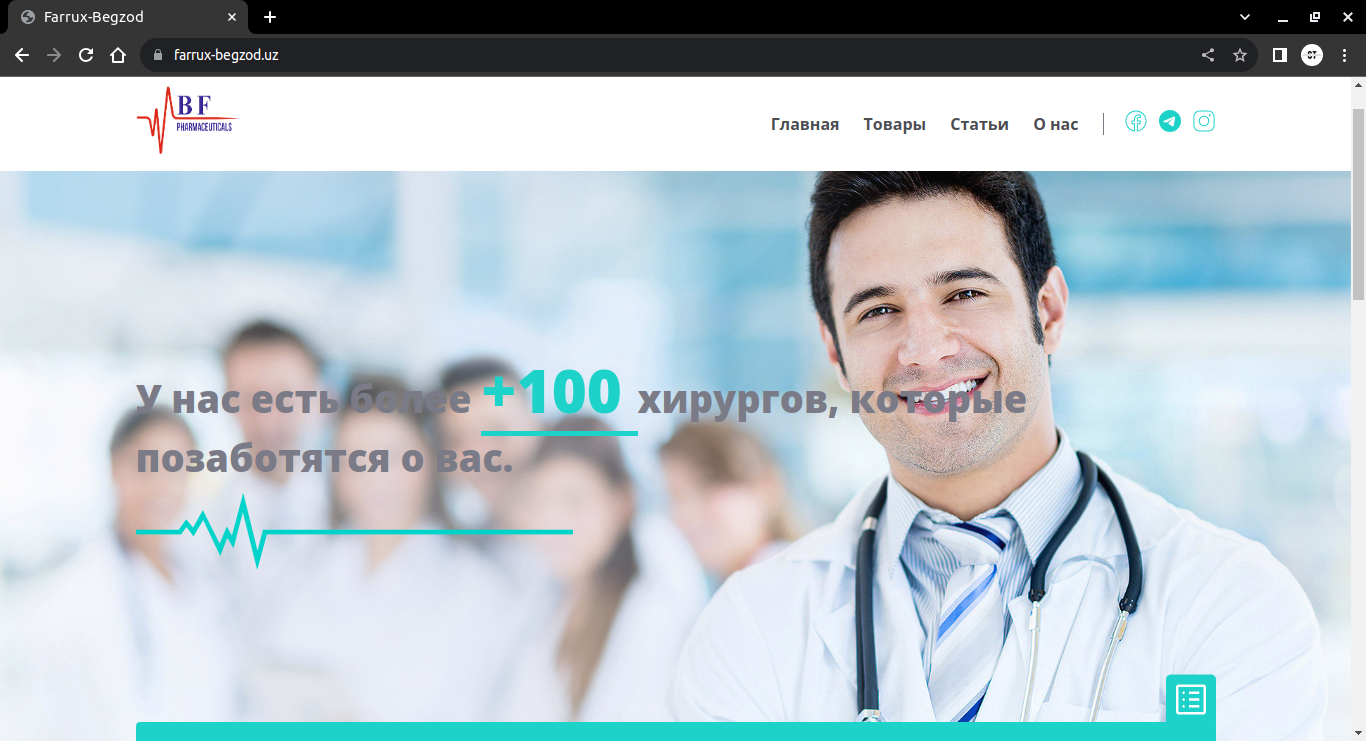 Farrux-Begzod
farrux-begzod.uz
BF
PHARMACEUTICALS
Главная Товары Статьи О нас
У нас есть более +100 хирургов, которые
позаботятся о вас.